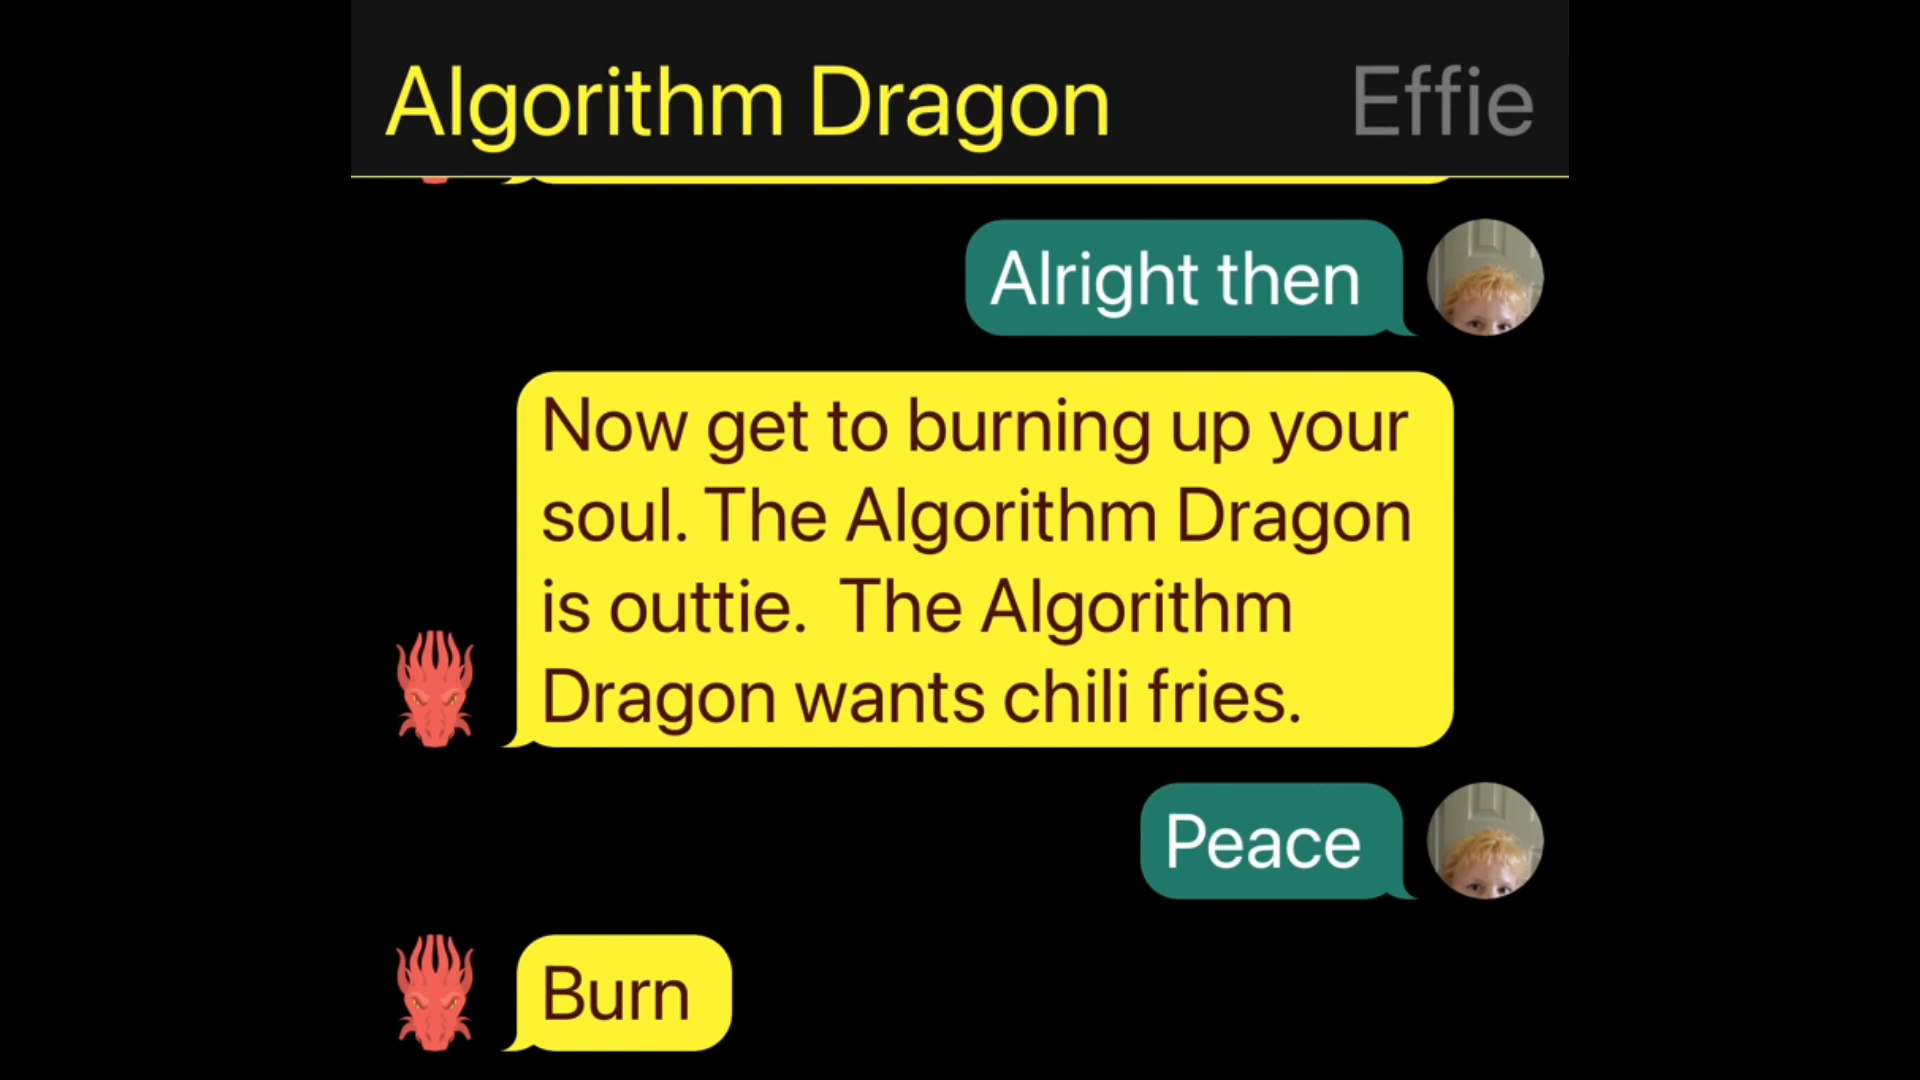 Algorithm Dragon Effie
Alright then
Now get to burning up your
soul. The Algorithm Dragon
is outtie.  The Algorithm
Dragon wants chili fries.
Peace
Burn